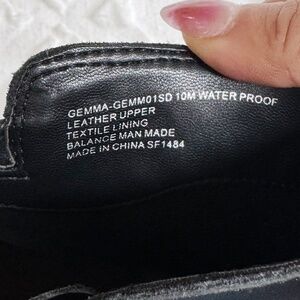 GEMMA-GEMM01SD 10M WATER PROOF
LEATHER UPPER
TEXTILE LINING
BALANCE MAN MADE
MADE IN CHINA SF1484